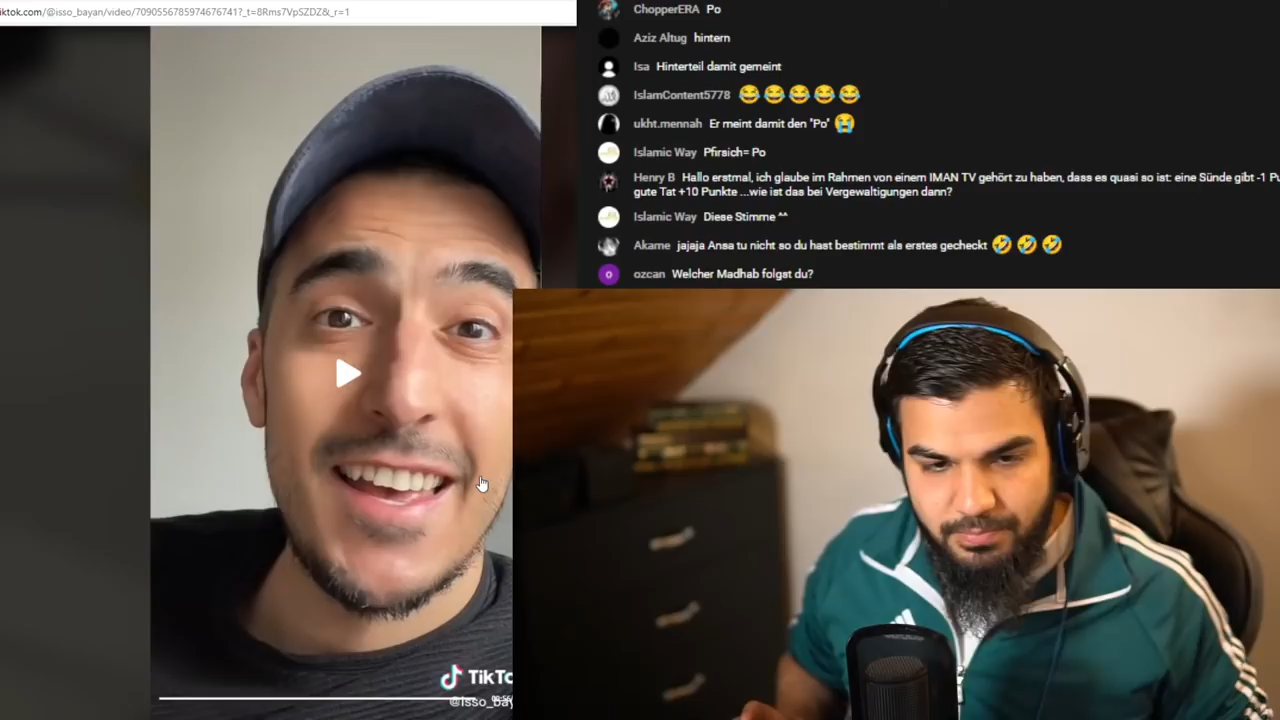 iktok.com/@isso_bayan/video/7090556785974676741?_t=8Rms7VpSZDZ&_r=1
ChopperERA Po
Aziz Altug hintern
Isa Hinterteil damit gemeint
IslamContent5778 😂😂😂😂😂
ukht.mennah Er meint damit den "Po" 😭
Islamic Way Pfirsich= Po
Henry B Hallo erstmal, ich glaube im Rahmen von einem IMAN TV gehört zu haben, dass es quasi so ist: eine Sünde gibt -1 Pu
gute Tat +10 Punkte ...wie ist das bei Vergewaltigungen dann?
Islamic Way Diese Stimme ^^
Akame jajaja Ansa tu nicht so du hast bestimmt als erstes gecheckt 🤣🤣🤣
ozcan Welcher Madhab folgst du?
TikTo
@isso_bay